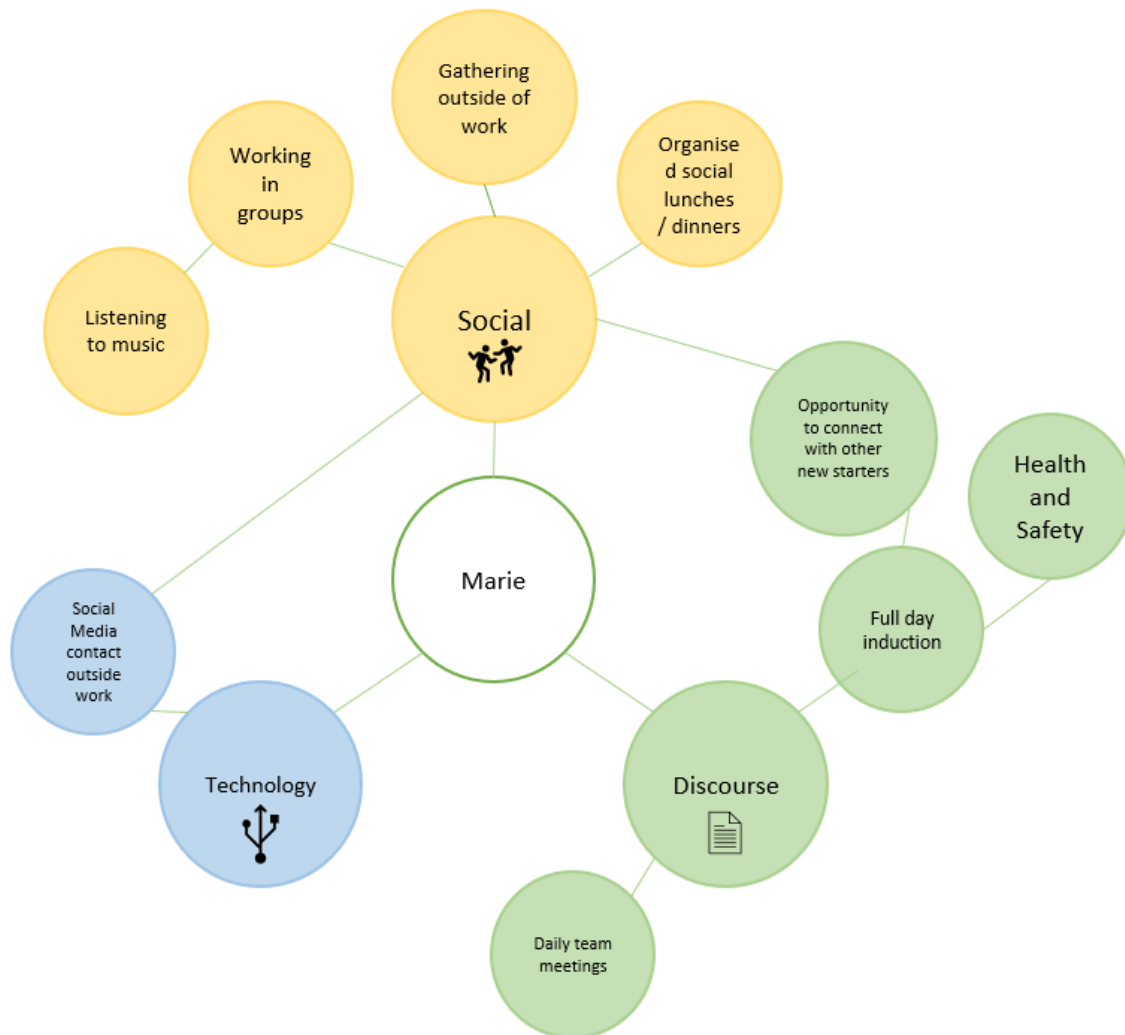 Gathering
outside of
work
Working
in
groups
Organise
d social
lunches
/ dinners
Listening
to music
Social
Opportunity
to connect
with other
new starters
Health
and
Safety
Marie
Social
Media
contact
outside
work
Full day
induction
Technology
Discourse
Daily team
meetings